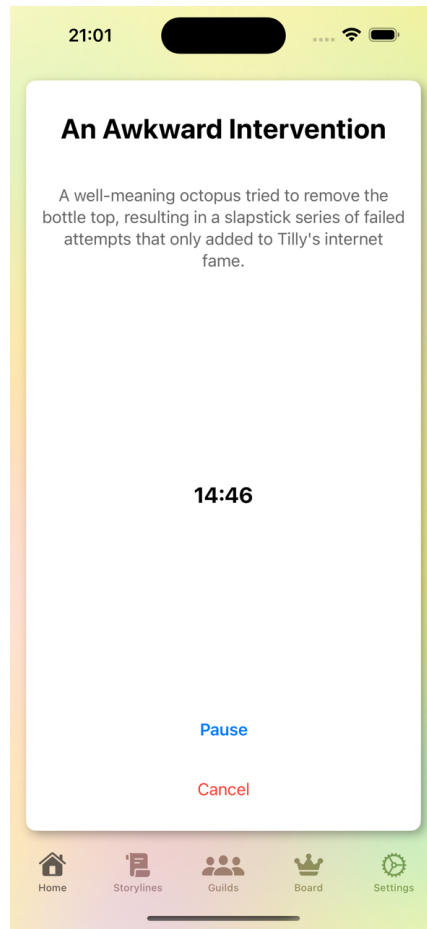 21:01
An Awkward Intervention
A well-meaning octopus tried to remove the
bottle top, resulting in a slapstick series of failed
attempts that only added to Tilly's internet
fame.
14:46
Pause
Cancel
Home Storylines Guilds Board Settings